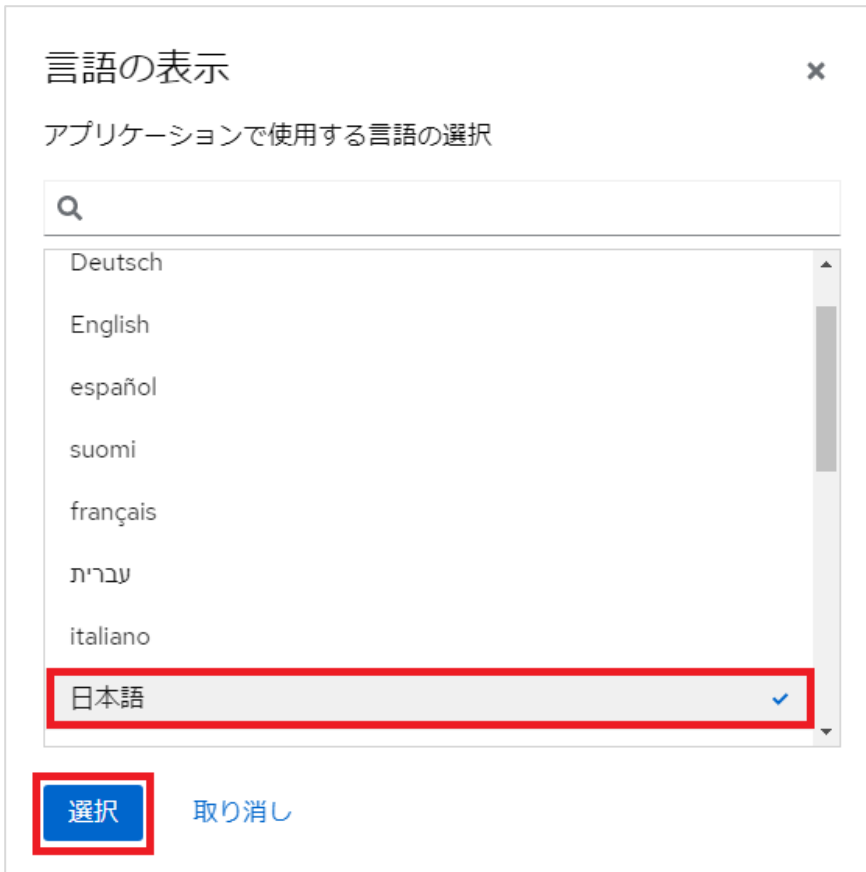 言語の表示
アプリケーションで使用する言語の選択
Deutsch
English
español
suomi
français
עברית
italiano
日本語
選択
取り消し